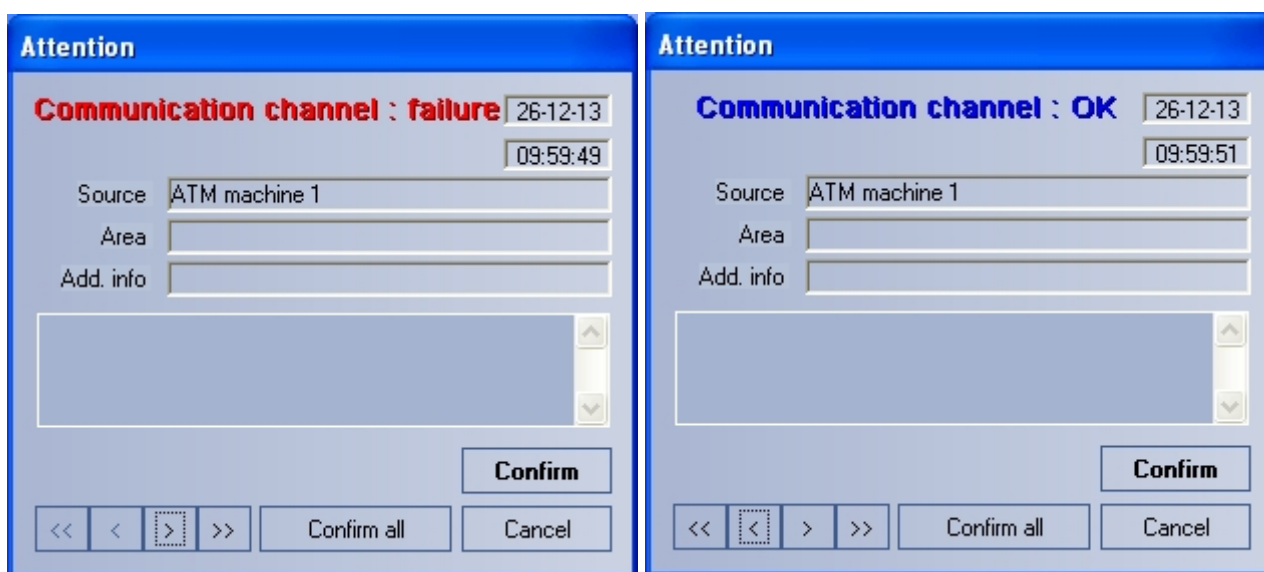 Attention
Communication channel : failure 26-12-13
09:59:49
Source ATM machine 1
Area
Add. info
Confirm
<< < > >> Confirm all Cancel
Attention
Communication channel : OK 26-12-13
09:59:51
Source ATM machine 1
Area
Add. info
Confirm
<< < > >> Confirm all Cancel